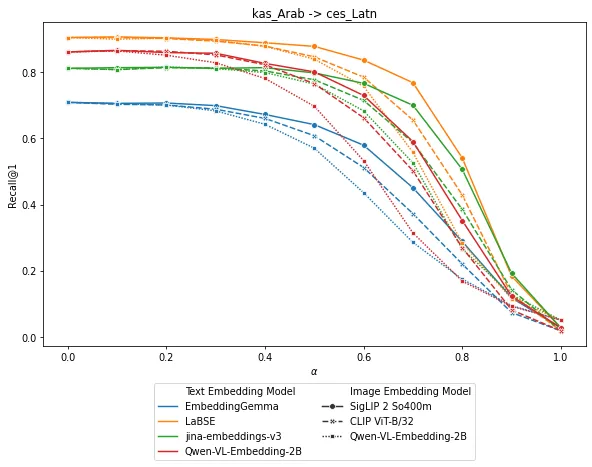 kas_Arab -> ces_Latn
Recall@1
0.8
0.6
0.4
0.2
0.0
0.0 0.2 0.4 0.6 0.8 1.0
α
Text Embedding Model
EmbeddingGemma
LaBSE
jina-embeddings-v3
Qwen-VL-Embedding-2B
Image Embedding Model
SigLIP 2 So400m
CLIP ViT-B/32
Qwen-VL-Embedding-2B